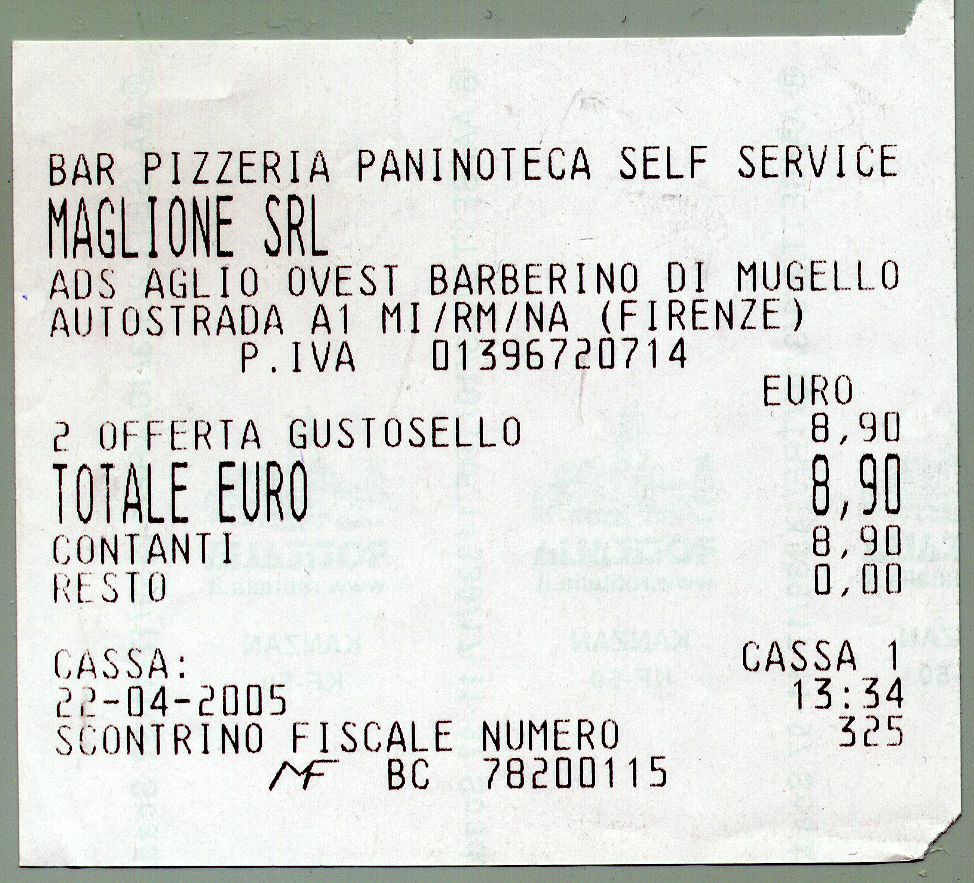 BAR PIZZERIA PANINOTECA SELF SERVICE
MAGLIONE SRL
ADS AGLIO OVEST BARBERINO DI MUGELLO
AUTOSTRADA A1 MI/RM/NA (FIRENZE)
P.IVA 01396720714
EURO
2 OFFERTA GUSTOSELLO 8,90
TOTALE EURO 8,90
CONTANTI 8,90
RESTO 0,00
CASSA: CASSA 1
22-04-2005 13:34
SCONTRINO FISCALE NUMERO 325
MF BC 78200115